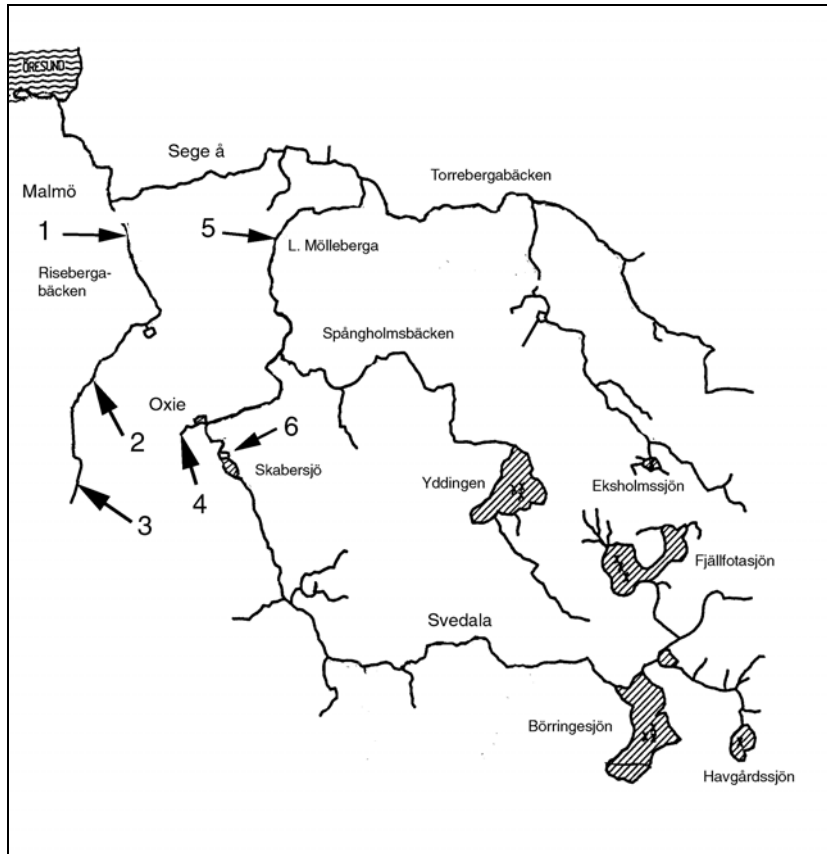 ÖRESUND
Sege å
Torrebergabäcken
Malmö
1
5
L. Mölleberga
Riseberga-
bäcken
Spångholmsbäcken
Oxie
2
6
Skabersjö
4
3
Yddingen
Eksholmssjön
Fjällfotasjön
Svedala
Börringesjön
Havgårdssjön